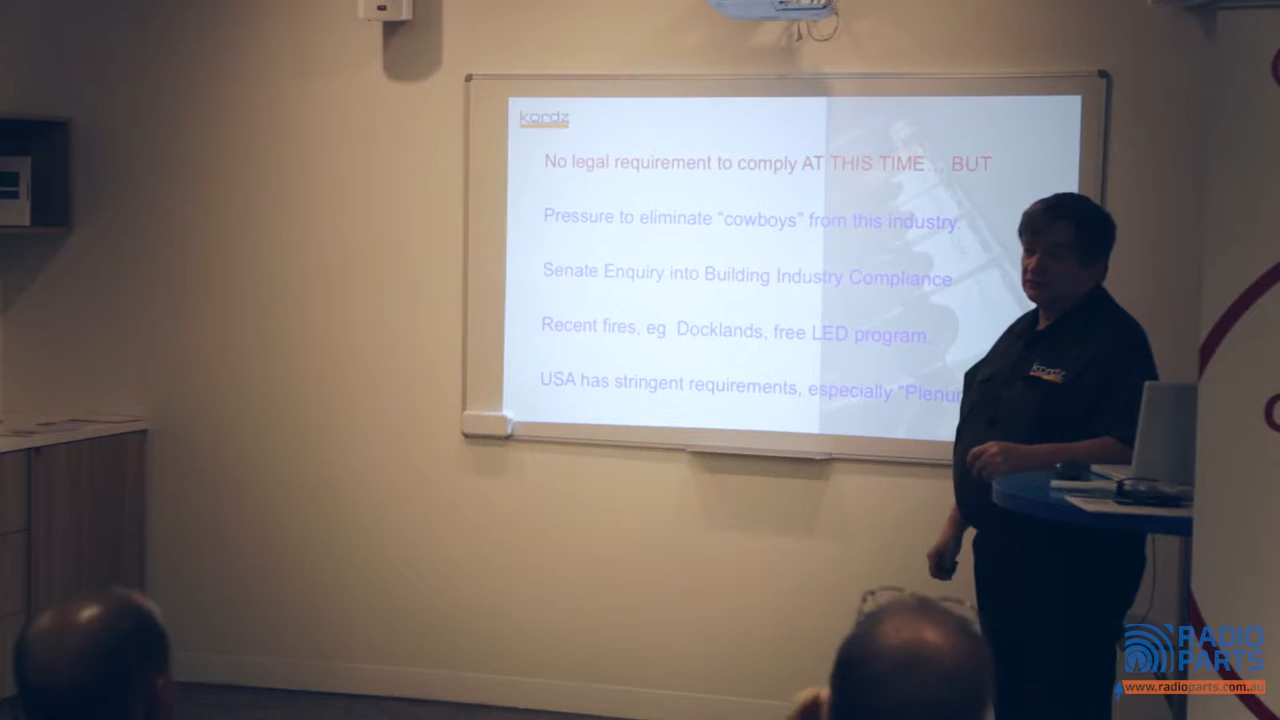 kordz
No legal requirement to comply AT THIS TIME... BUT
Pressure to eliminate “cowboys” from this industry.
Senate Enquiry into Building Industry Compliance
Recent fires, eg Docklands, free LED program.
USA has stringent requirements, especially “Plenu
kordz
RADIO
PARTS
www.radioparts.com.au